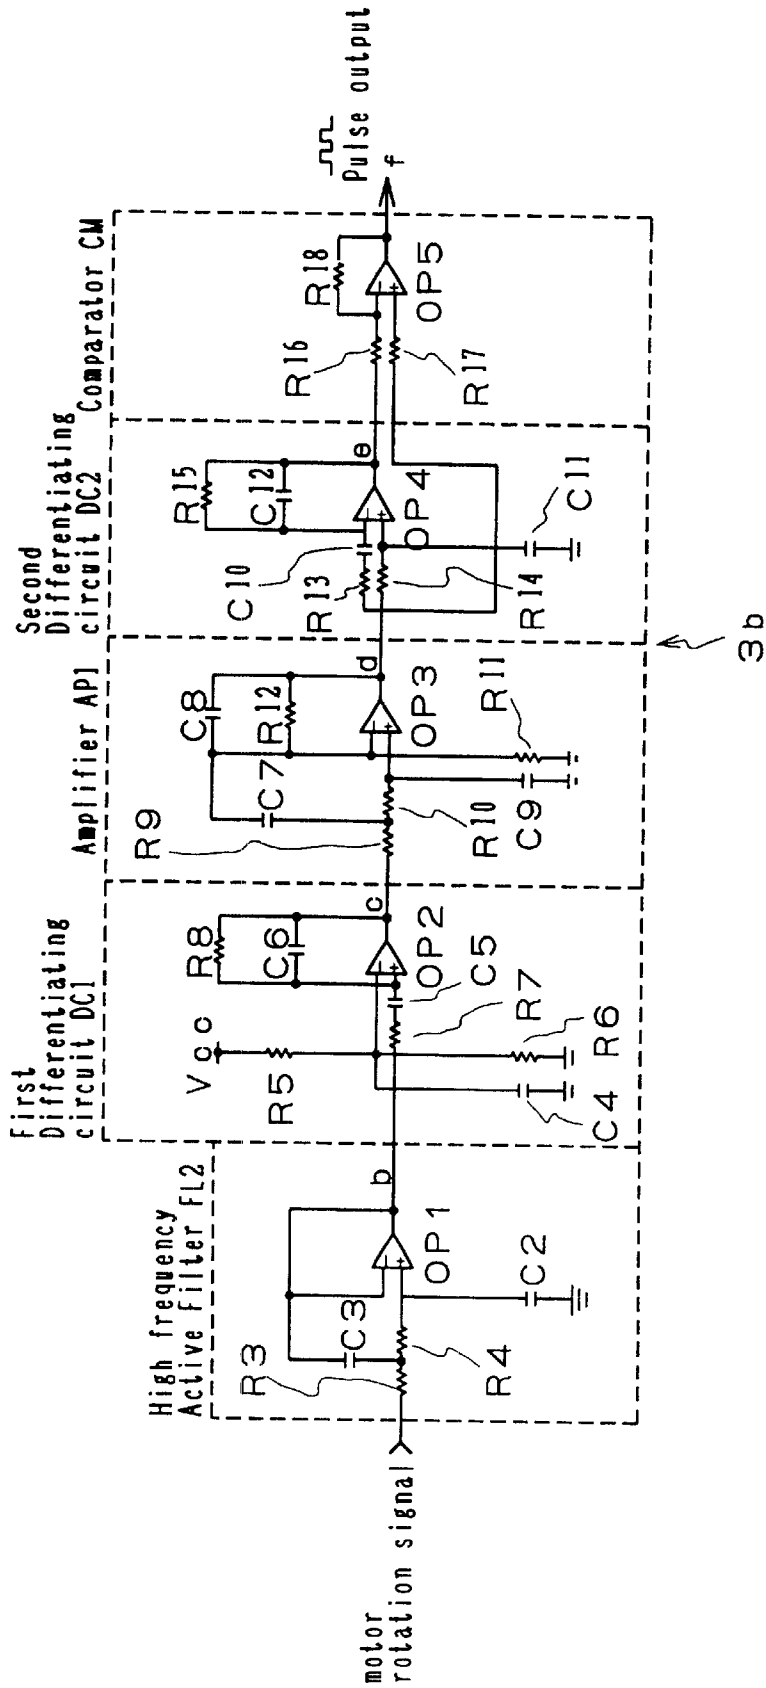 motor
rotation signal
High frequency
Active Filter FL2
R3
C3
R4
OP1
C2
b
First
Differentiating
circuit DC1
Vcc
R5
R8
C6
OP2
C5
R7
R6
C4
c
Amplifier AP1
R9
C7
C8
R12
OP3
R10
C9
R11
d
Second
Differentiating
circuit DC2
C10
R13
R15
C12
OP4
R14
C11
e
Comparator CM
R16
R18
OP5
R17
Pulse output
f
3b